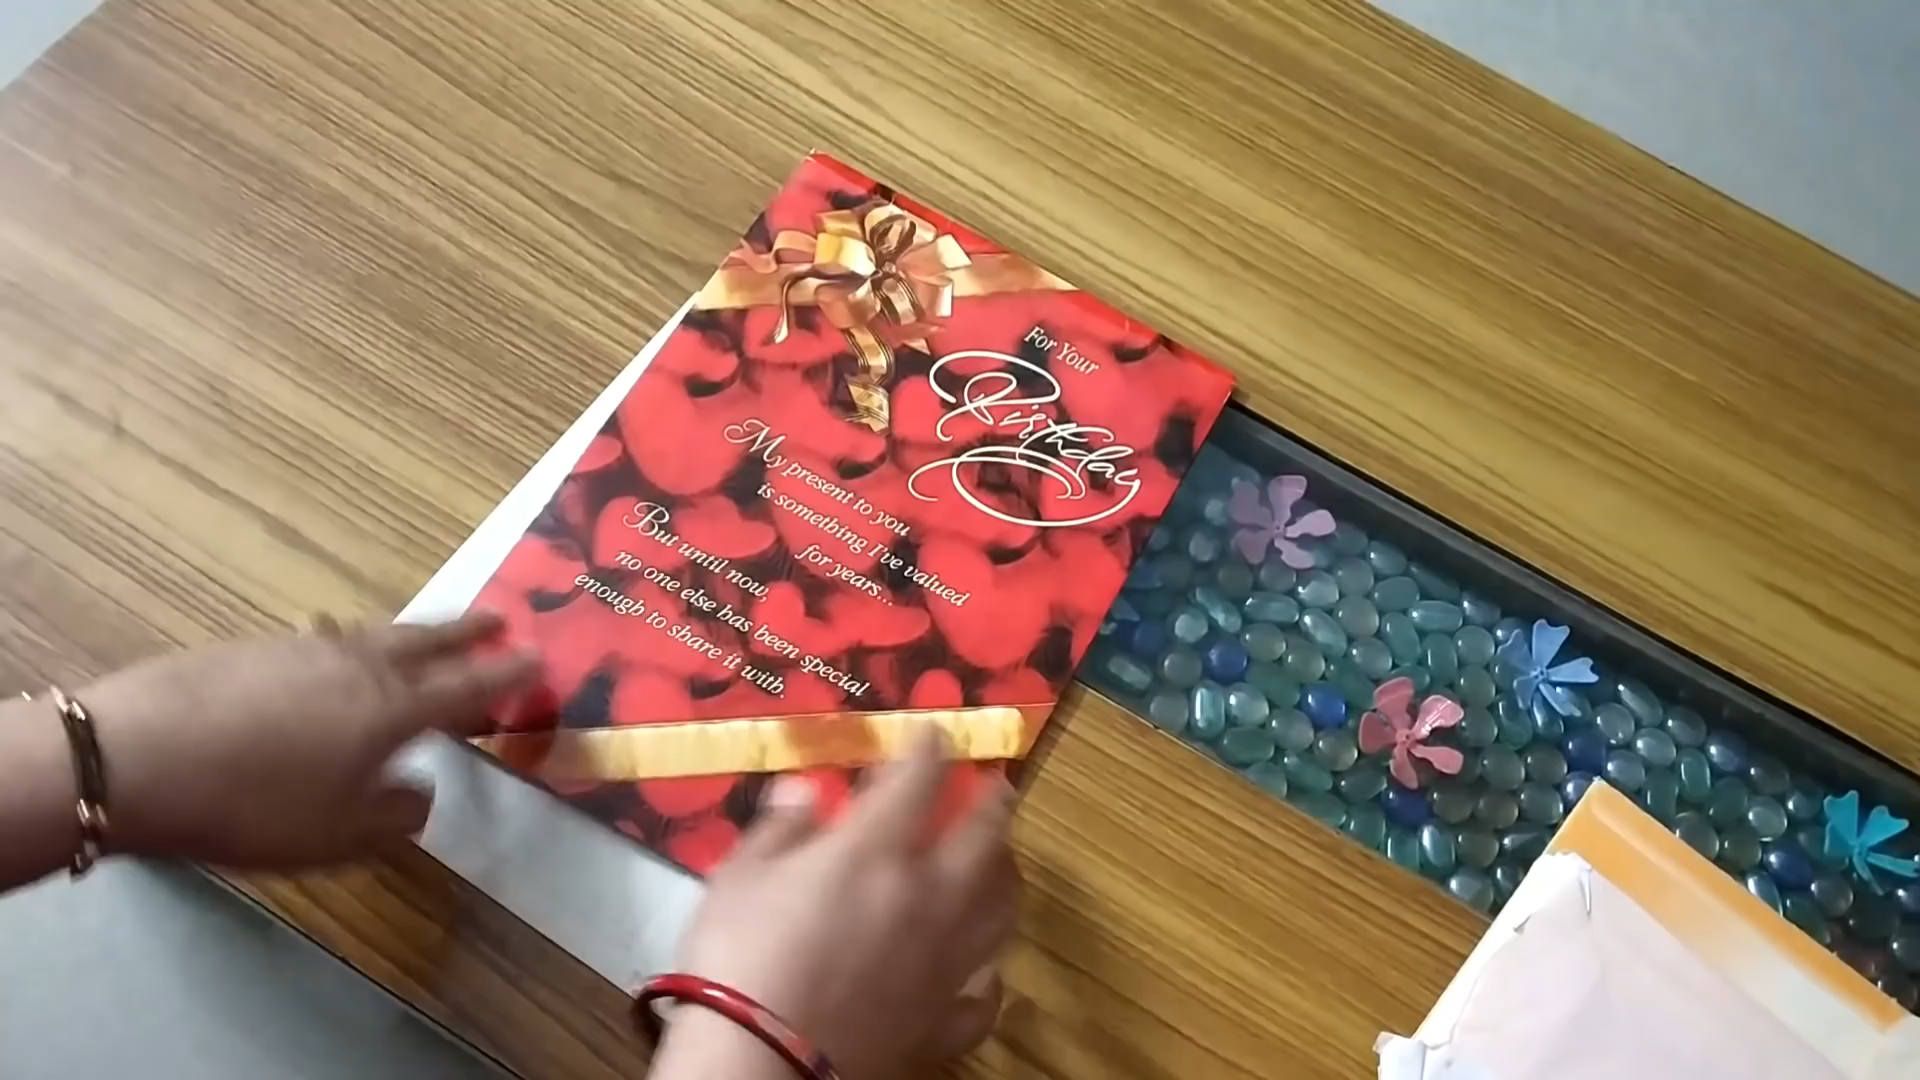 For Your
Birthday
My present to you
is something I've valued
for years...
But until now,
no one else has been special
enough to share it with.